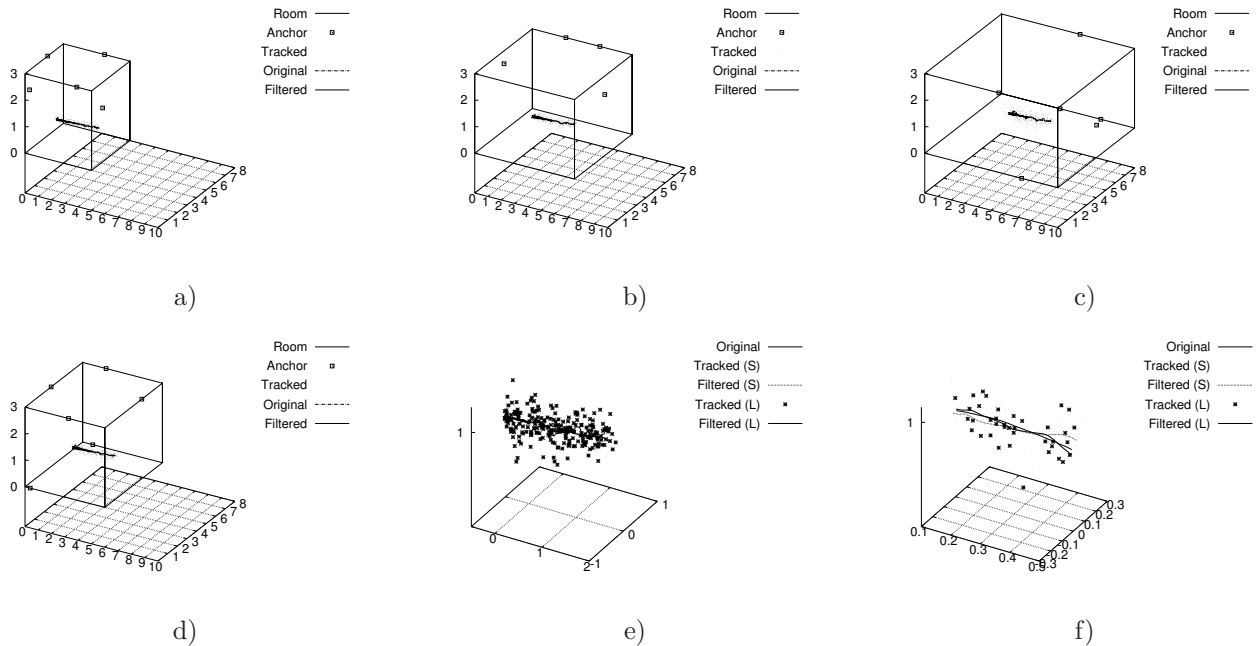 Room
Anchor
Tracked
Original
Filtered
3
2
1
0
0 1 2 3 4 5 6 7 8 9 10
1 2 3 4 5 6 7 8
a)
Room
Anchor
Tracked
Original
Filtered
3
2
1
0
0 1 2 3 4 5 6 7 8 9 10
1 2 3 4 5 6 7 8
b)
Room
Anchor
Tracked
Original
Filtered
3
2
1
0
0 1 2 3 4 5 6 7 8 9 10
1 2 3 4 5 6 7 8
c)
Room
Anchor
Tracked
Original
Filtered
3
2
1
0
0 1 2 3 4 5 6 7 8 9 10
1 2 3 4 5 6 7 8
d)
Original
Tracked (S)
Filtered (S)
Tracked (L)
Filtered (L)
1
0 1 2
-1 0 1
e)
Original
Tracked (S)
Filtered (S)
Tracked (L)
Filtered (L)
1
0.1 0.2 0.3 0.4 0.5
-0.3 -0.1 0 0.1 0.2 0.3
f)